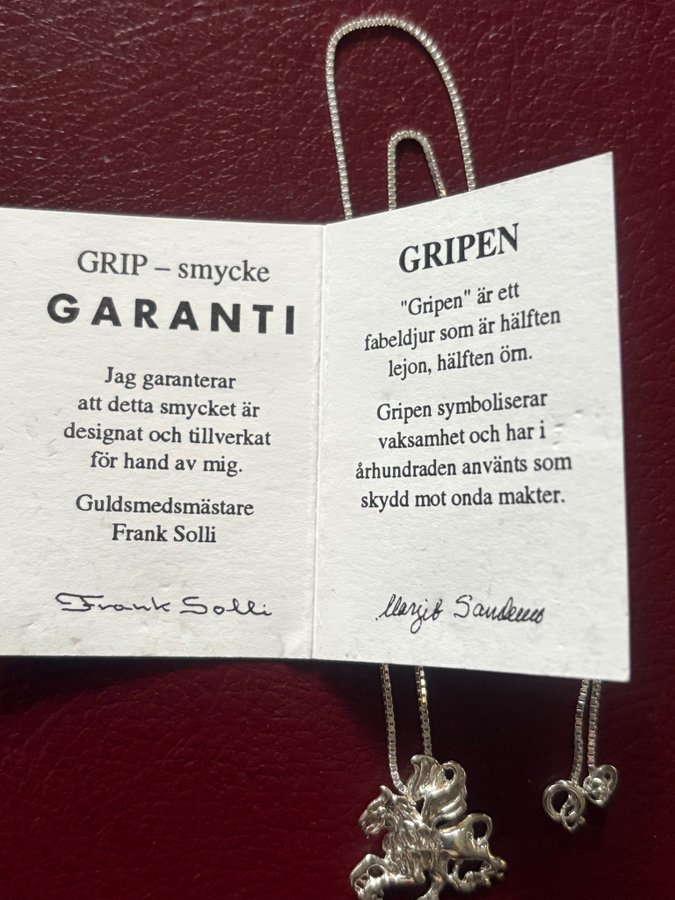 GRIP – smycke
GARANTI
Jag garanterar
att detta smycket är
designat och tillverkat
för hand av mig.
Guldsmedsmästare
Frank Solli
Frank Solli
GRIPEN
"Gripen" är ett
fabeldjur som är hälften
lejon, hälften örn.
Gripen symboliserar
vaksamhet och har i
århundraden använts som
skydd mot onda makter.
Margit